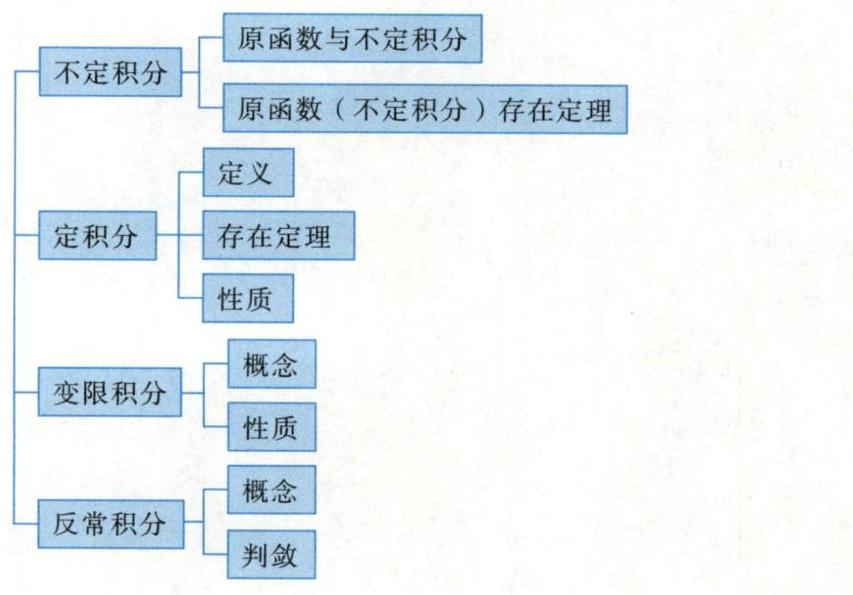 不定积分
原函数与不定积分
原函数（不定积分）存在定理
定积分
定义
存在定理
性质
变限积分
概念
性质
反常积分
概念
判敛